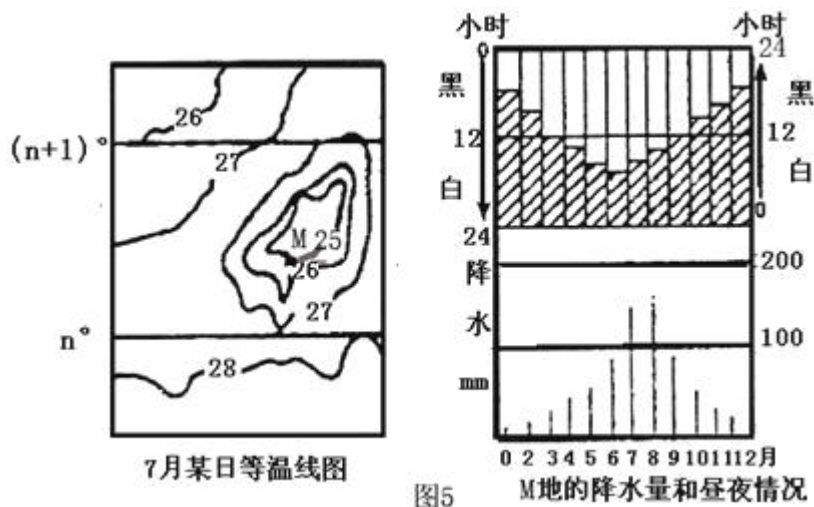 26
(n+1)°
27
M 25
26
27
n°
28
7月某日等温线图
小时
小时
0
24
黑
黑
12
12
白
白
24
0
降
水
mm
200
100
0 2 3 4 5 6 7 8 9 10 11 12月
M地的降水量和昼夜情况
图5